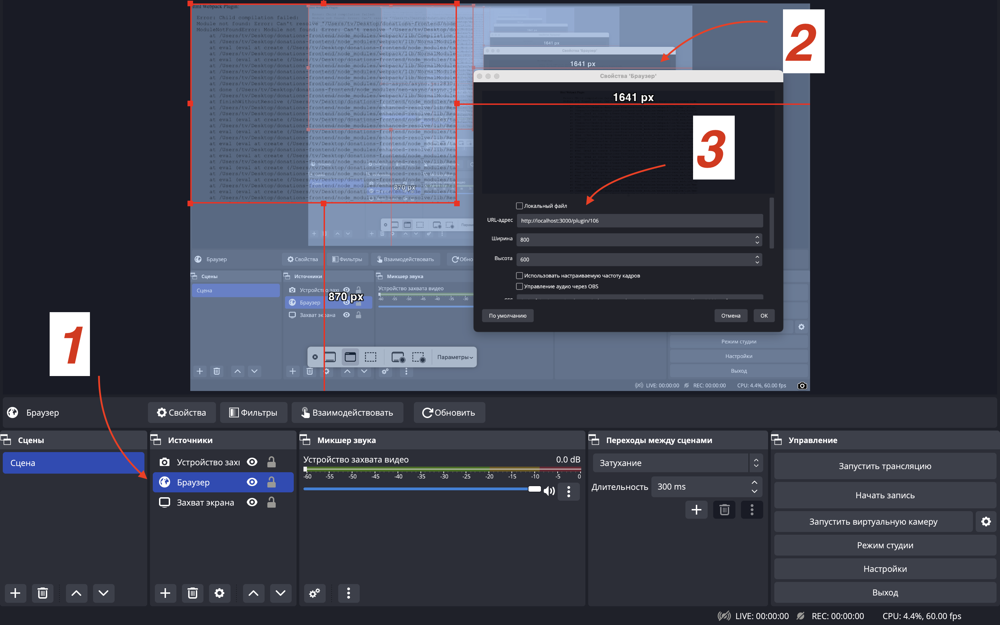 Html Webpack Plugin:
Error: Child compilation failed:
Module not found: Error: Can't resolve '/Users/tv/Desktop/donations-frontend/node
ModuleNotFoundError: Module not found: Error: Can't resolve '/Users/tv/Desktop/do
at /Users/tv/Desktop/donations-frontend/node_modules/webpack/lib/Compilation.
at /Users/tv/Desktop/donations-frontend/node_modules/webpack/lib/NormalModule
at eval (eval at create (/Users/tv/Desktop/donations-frontend/node_modules/ta
at /Users/tv/Desktop/donations-frontend/node_modules/webpack/lib/NormalModule
at eval (eval at create (/Users/tv/Desktop/donations-frontend/node_modules/ta
at /Users/tv/Desktop/donations-frontend/node_modules/webpack/lib/NormalModule
at /Users/tv/Desktop/donations-frontend/node_modules/webpack/lib/NormalModule
at /Users/tv/Desktop/donations-frontend/node_modules/webpack/lib/NormalModule
at /Users/tv/Desktop/donations-frontend/node_modules/neo-async/async.js:2830:
at done (/Users/tv/Desktop/donations-frontend/node_modules/neo-async/async.js
at /Users/tv/Desktop/donations-frontend/node_modules/webpack/lib/NormalModule
at finishWithoutResolve (/Users/tv/Desktop/donations-frontend/node_modules/en
at /Users/tv/Desktop/donations-frontend/node_modules/enhanced-resolve/lib/Res
at /Users/tv/Desktop/donations-frontend/node_modules/enhanced-resolve/lib/Res
at eval (eval at create (/Users/tv/Desktop/donations-frontend/node_modules/ta
at /Users/tv/Desktop/donations-frontend/node_modules/enhanced-resolve/lib/Res
at eval (eval at create (/Users/tv/Desktop/donations-frontend/node_modules/ta
at /Users/tv/Desktop/donations-frontend/node_modules/enhanced-resolve/lib/Res
at eval (eval at create (/Users/tv/Desktop/donations-frontend/node_modules/ta
at /Users/tv/Desktop/donations-frontend/node_modules/enhanced-resolve/lib/Res
at eval (eval at create (/Users/tv/Desktop/donations-frontend/node_modules/ta
at /Users/tv/Desktop/donations-frontend/node_modules/enhanced-resolve/lib/Res
at eval (eval at create (/Users/tv/Desktop/donations-frontend/node_modules/ta
at /Users/tv/Desktop/donations-frontend/node_modules/enhanced-resolve/lib/Res
at eval (eval at create (/Users/tv/Desktop/donations-frontend/node_modules/ta
at /Users/tv/Desktop/donations-frontend/node_modules/enhanced-resolve/lib/Res
at eval (eval at create (/Users/tv/Desktop/donations-frontend/node_modules/ta
at /Users/tv/Desktop/donations-frontend/node_modules/enhanced-resolve/lib/Res
870 px
1641 px
1641 px
Свойства 'Браузер'
1641 px
2
Свойства 'Браузер'
1641 px
3
Локальный файл
URL-адрес http://localhost:3000/plugin/106
Ширина 800
Высота 600
Использовать настраиваемую частоту кадров
Управление аудио через OBS
По умолчанию Отмена OK
Браузер Свойства Фильтры Взаимодействовать Обно
Сцены Источники Микшер звука
Сцена
Устройство захı Устройство захвата видео
-60 -55 -50 -45 -40 -35 -30
870 px
Браузер
Захват экрана
Параметры
Режим студии
Настройки
Выход
LIVE: 00:00:00 REC: 00:00:00 CPU: 4.4%, 60.00 fps
1
Браузер Свойства Фильтры Взаимодействовать Обновить
Сцены Источники Микшер звука Переходы между сценами Управление
Сцена
Устройство захı
Браузер
Захват экрана
Устройство захвата видео 0.0 dB
-60 -55 -50 -45 -40 -35 -30 -25 -20 -15 -10 -5 0
Затухание
Длительность 300 ms
Запустить трансляцию
Начать запись
Запустить виртуальную камеру
Режим студии
Настройки
Выход
LIVE: 00:00:00 REC: 00:00:00 CPU: 4.4%, 60.00 fps